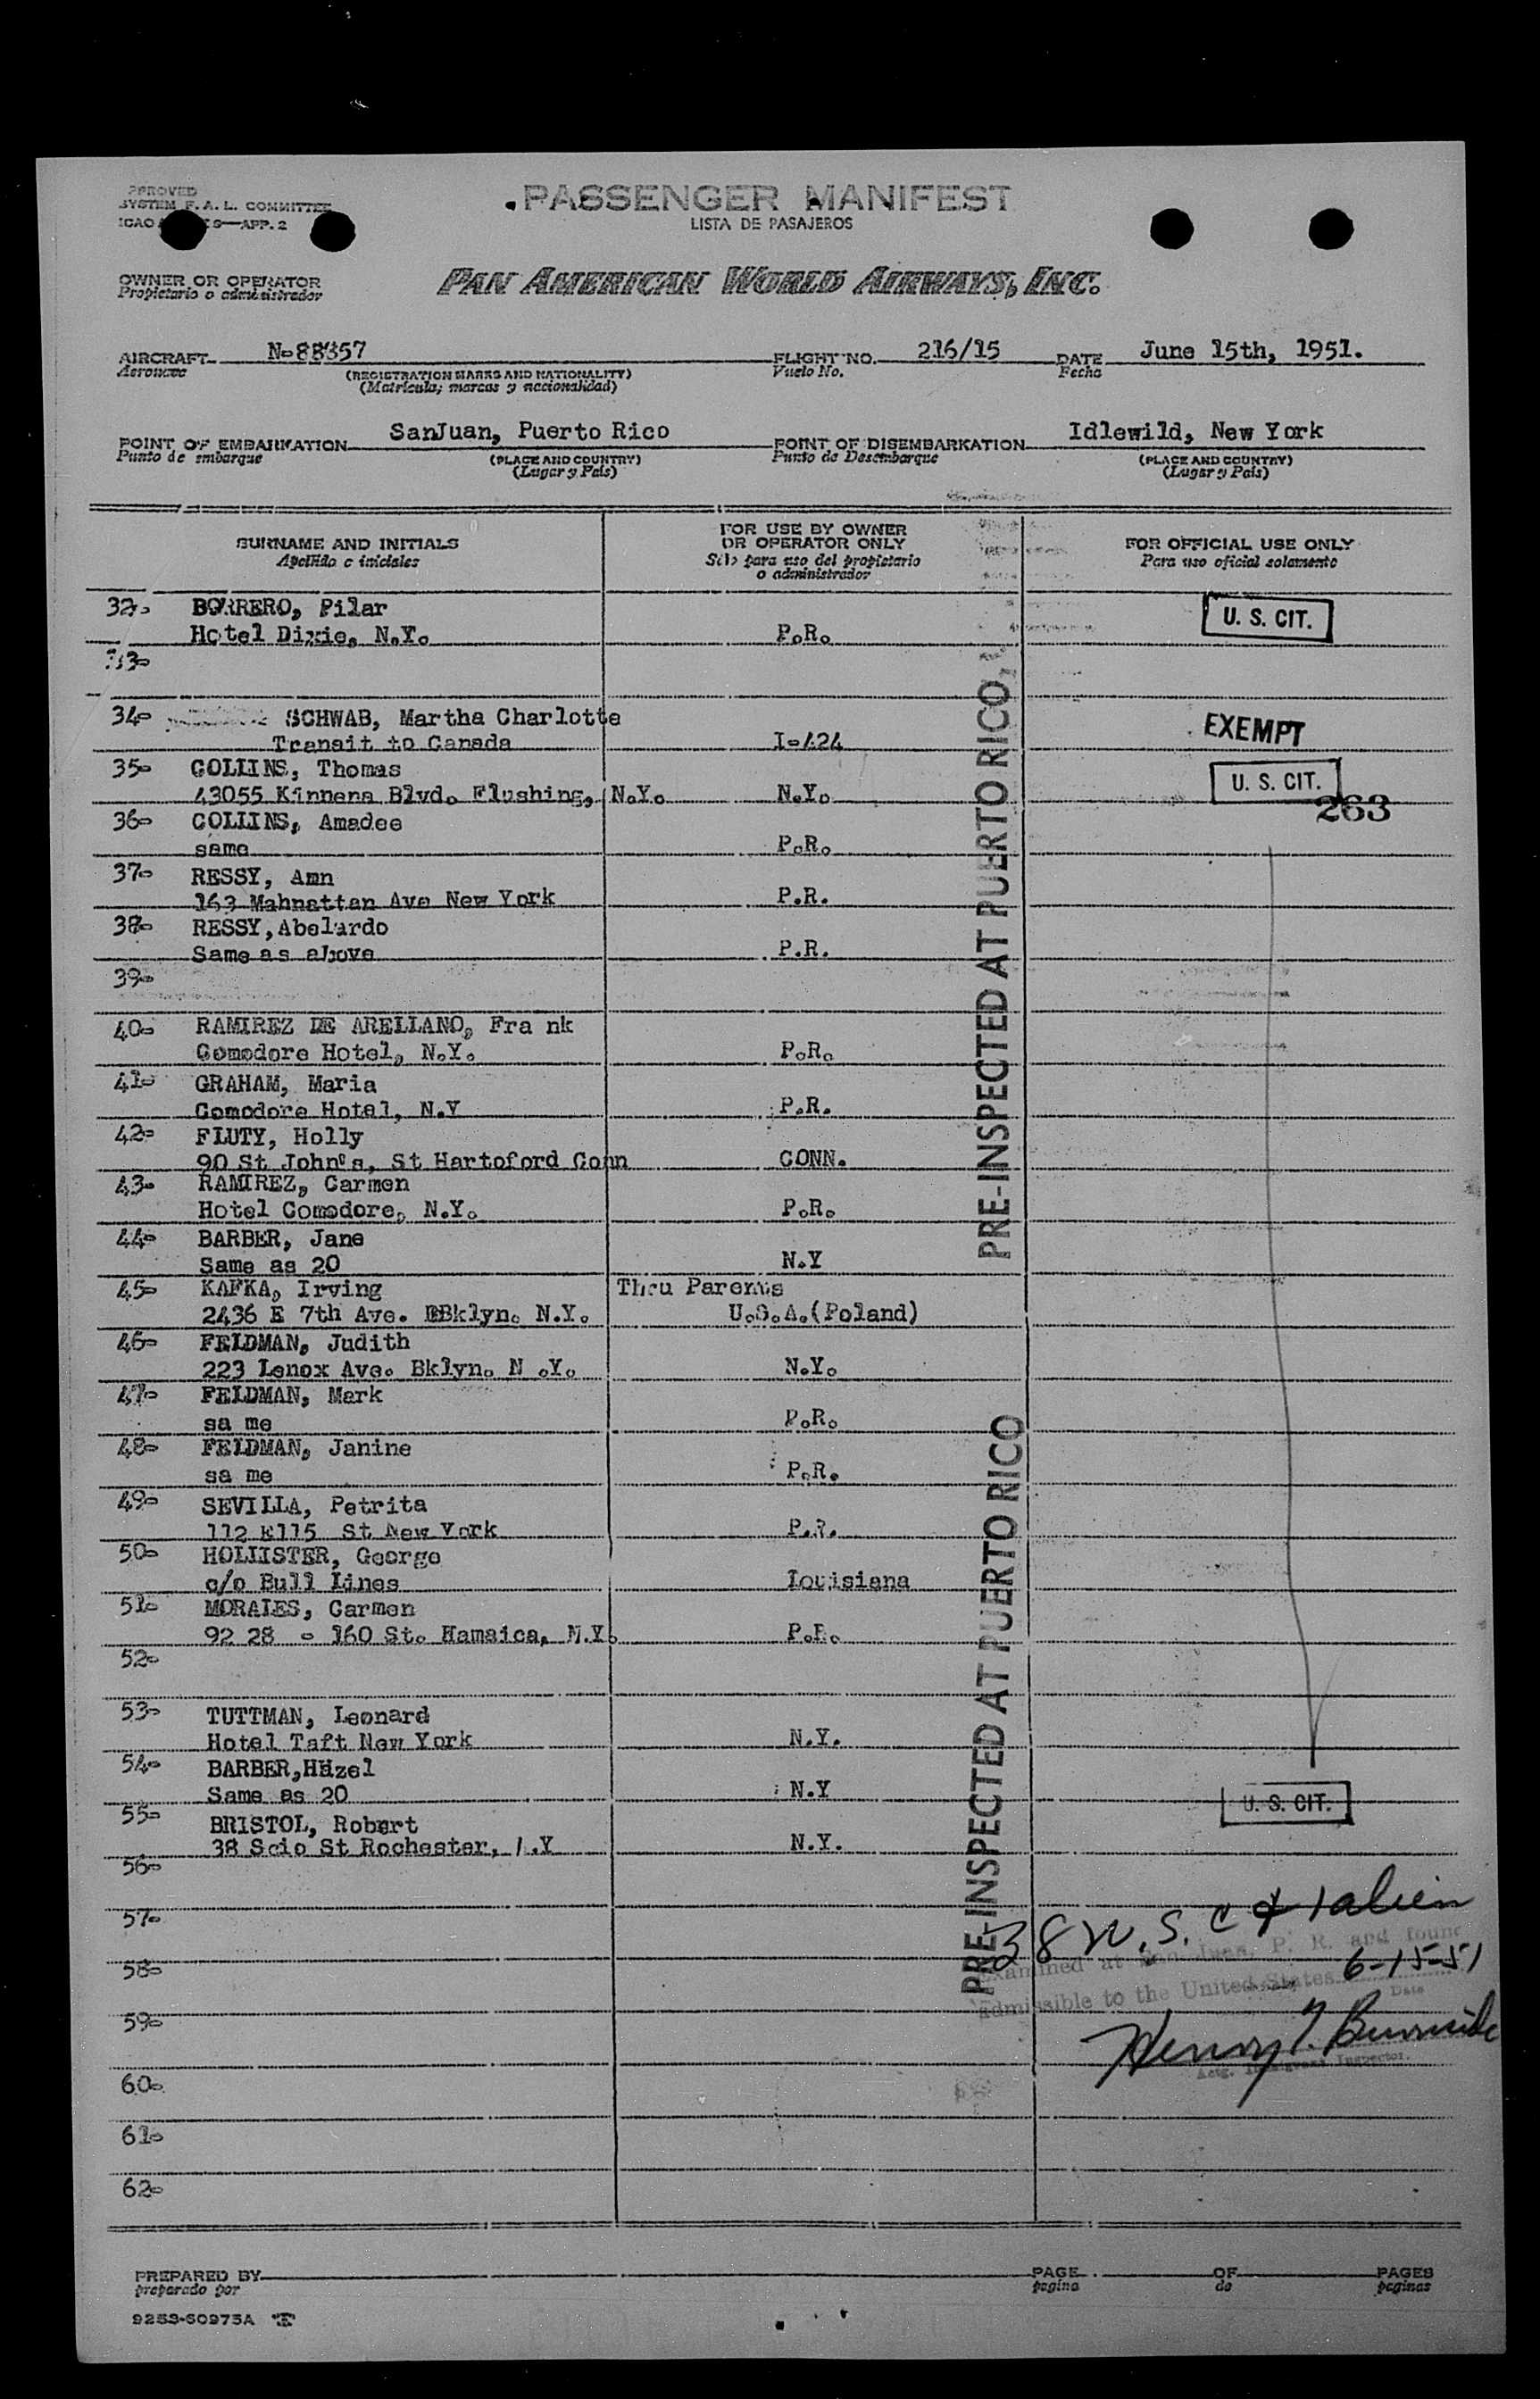 PPROVED
SYSTEM F. A. L. COMMITTEE
ICAO 9—APP. 2
PASSENGER MANIFEST
LISTA DE PASAJEROS
OWNER OR OPERATOR
Propietario o administrador
PAN AMERICAN WORLD AIRWAYS, INC.
AIRCRAFT N-88357 FLIGHT NO. 216/15 DATE June 15th, 1951.
Aeronave (REGISTRATION MARKS AND NATIONALITY) Vuelo No. Fecha
(Matricula; marcas y nacionalidad)
POINT OF EMBARKATION SanJuan, Puerto Rico POINT OF DISEMBARKATION Idlewild, New York
Punto de embarque (PLACE AND COUNTRY) Punto de Desembarque (PLACE AND COUNTRY)
(Lugar y Pais) (Lugar y Pais)
SURNAME AND INITIALS FOR USE BY OWNER OR OPERATOR ONLY FOR OFFICIAL USE ONLY
Apellido e iniciales Sólo para uso del propietario o administrador Para uso oficial solamente
32- BORRERO, Pilar U. S. CIT.
Hotel Dixie, N.Y. P.R.
33-
34- SCHWAB, Martha Charlotte EXEMPT
Transit to Canada I-424
35- COLLINS, Thomas U. S. CIT.
43055 Kinnena Blvd. Flushing, N.Y. N.Y.
263
36- COLLINS, Amadee
same P.R.
37- RESSY, Amn
163 Mahnattan Ave New York P.R.
38- RESSY,Abelardo
Same as above P.R.
39-
40- RAMIREZ DE ARELLANO, Fra nk
Comodore Hotel, N.Y. P.R.
41- GRAHAM, Maria
Comodore Hotel, N.Y P.R.
42- FLUTY, Holly
90 St John's, St Hartoford Conn CONN.
43- RAMIREZ, Carmen
Hotel Comodore, N.Y. P.R.
44- BARBER, Jane
Same as 20 N.Y
45- KAFKA, Irving Thru Parents
2436 E 7th Ave. Bklyn. N.Y. U.S.A.(Poland)
46- FELDMAN, Judith
223 Lenox Ave. Bklyn. N .Y. N.Y.
47- FELDMAN, Mark
sa me P.R.
48- FELDMAN, Janine
sa me P.R.
49- SEVILLA, Petrita
112 E115 St New York P.R.
50- HOLLISTER, George
c/o Bull Lines Louisiana
51- MORALES, Carmen
92 28 - 160 St. Hamaica, N.Y. P.R.
52-
53- TUTTMAN, Leonard
Hotel Taft New York N.Y.
54- BARBER,Hazel
Same as 20 N.Y
U. S. CIT.
55- BRISTOL, Robert
38 Scio St Rochester, .Y N.Y.
56-
57-
58-
59-
60-
61-
62-
PRE-INSPECTED AT PUERTO RICO,
PRE-INSPECTED AT PUERTO RICO
38 U.S. C & 1 alien
Examined at San Juan, P. R. and found
6-15-51
admissible to the United States
Date
Henry
Actg. Immigrant Inspector.
PREPARED BY PAGE OF PAGES
preparado por pagina de paginas
9253-60975A